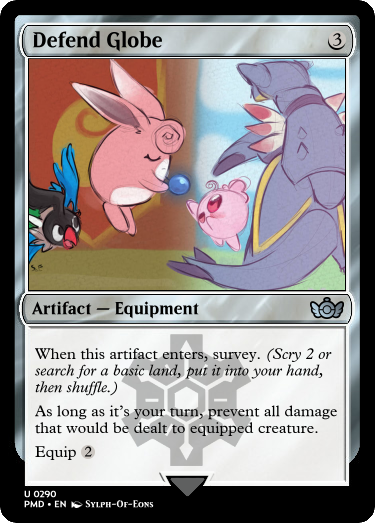 Defend Globe 3
Artifact — Equipment
When this artifact enters, survey. (Scry 2 or
search for a basic land, put it into your hand,
then shuffle.)
As long as it's your turn, prevent all damage
that would be dealt to equipped creature.
Equip 2
U 0290
PMD • EN Sylph-Of-Eons